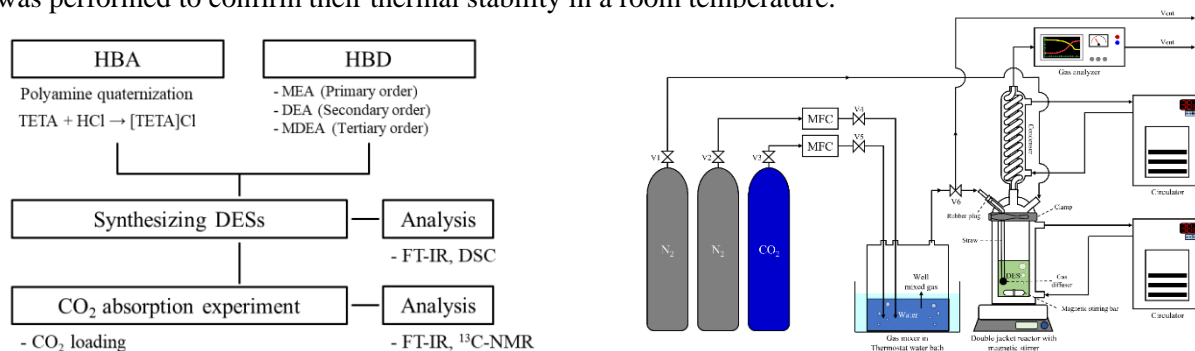 was performed to confirm their thermal stability in a room temperature.
HBA
Polyamine quaternization
TETA + HCl → [TETA]Cl
HBD
- MEA (Primary order)
- DEA (Secondary order)
- MDEA (Tertiary order)
Synthesizing DESs
Analysis
- FT-IR, DSC
CO₂ absorption experiment
- CO₂ loading
Analysis
- FT-IR, ¹³C-NMR
Vent
Vent
Gas analyzer
MFC
V4
MFC
V5
V1
V2
V3
N₂
N₂
CO₂
V6
Rubber plug
Condenser
Clamp
Straw
DES
Gas
diffuser
Magnetic stirring bar
Circulator
Circulator
Well
mixed gas
Water
Gas mixer in
Thermostat water bath
Double jacket reactor with
magnetic stirrer